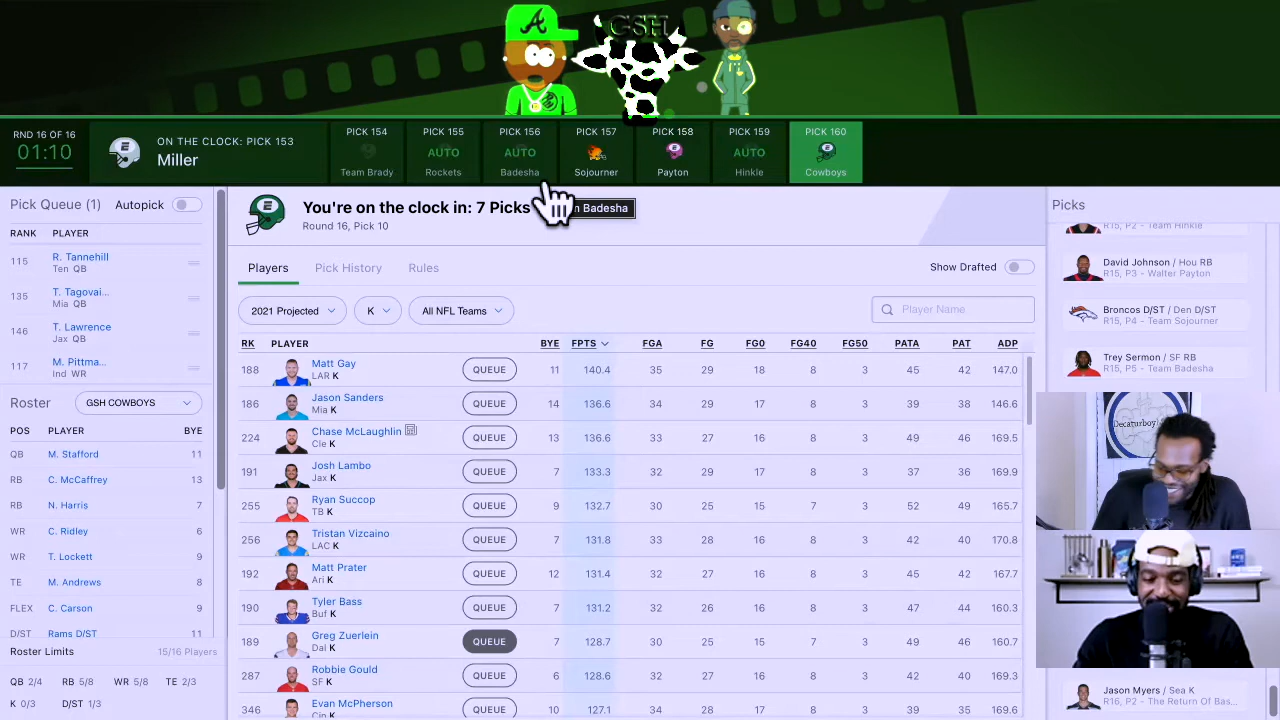 GSH
RND 16 OF 16
01:10
ON THE CLOCK: PICK 153
Miller
PICK 154
Team Brady
PICK 155
AUTO
Rockets
PICK 156
AUTO
Badesha
PICK 157
Sojourner
PICK 158
Payton
PICK 159
AUTO
Hinkle
PICK 160
Cowboys
Pick Queue (1)
Autopick
RANK PLAYER
115 R. Tannehill
Ten QB
135 T. Tagovai...
Mia QB
146 T. Lawrence
Jax QB
117 M. Pittma...
Ind WR
Roster
GSH COWBOYS
POS PLAYER BYE
QB M. Stafford 11
RB C. McCaffrey 13
RB N. Harris 7
WR C. Ridley 6
WR T. Lockett 9
TE M. Andrews 8
FLEX C. Carson 9
D/ST Rams D/ST 11
Roster Limits 15/16 Players
QB 2/4 RB 5/8 WR 5/8 TE 2/3
K 0/3 D/ST 1/3
You're on the clock in: 7 Picks
Badesha
Round 16, Pick 10
Players Pick History Rules
Show Drafted
2021 Projected K All NFL Teams
Player Name
RK PLAYER BYE FPTS FGA FG FG0 FG40 FG50 PATA PAT ADP
188 Matt Gay LAR K QUEUE 11 140.4 35 29 18 3 45 42 147.0
186 Jason Sanders Mia K QUEUE 14 136.6 34 29 17 8 3 39 38 146.6
224 Chase McLaughlin Cle K QUEUE 13 136.6 33 27 16 8 3 49 46 169.5
191 Josh Lambo Jax K QUEUE 7 133.3 32 29 17 8 3 37 36 169.9
255 Ryan Succop TB K QUEUE 9 132.7 30 25 15 7 3 52 49 165.7
256 Tristan Vizcaino LAC K QUEUE 7 131.8 33 28 16 8 3 42 40 170.8
192 Matt Prater Ari K QUEUE 12 131.4 32 27 16 8 3 45 42 167.7
190 Tyler Bass Buf K QUEUE 7 131.2 32 26 16 8 3 47 44 160.3
189 Greg Zuerlein Dal K QUEUE 7 128.7 30 25 15 7 3 49 46 160.7
287 Robbie Gould SF K QUEUE 6 128.6 32 27 16 8 3 42 40 169.3
346 Evan McPherson Cin K QUEUE 10 127.1 34 28 17 8 3 39 35 169.6
Picks
R15, P2 - Team Hinkle
David Johnson / Hou RB
R15, P3 - Walter Payton
Broncos D/ST / Den D/ST
R15, P4 - Team Sojourner
Trey Sermon / SF RB
R15, P5 - Team Badesha
Decaturboy
Jason Myers / Sea K
R16, P2 - The Return Of Bas...